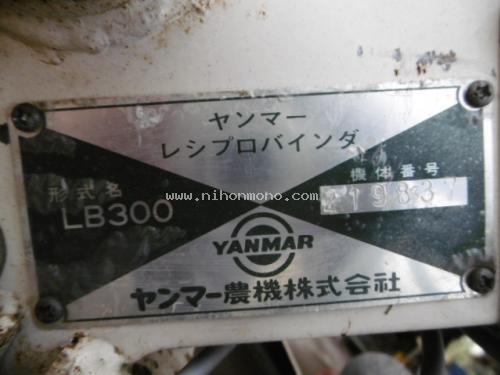 ヤンマー
レシプロバインダ
形式名
LB300
機体番号
219837
www.nihonmono.com
YANMAR
ヤンマー農機株式会社